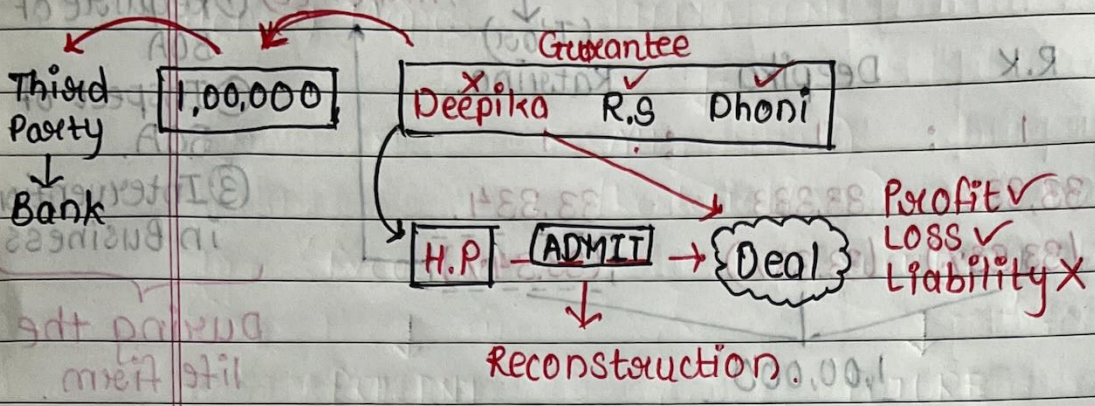 Guarantee
Third Party
1,00,000
Deepika R.S Dhoni
Bank
H.P ADMIT Deal
Profit ✓
LOSS ✓
Liability X
Reconstruction.